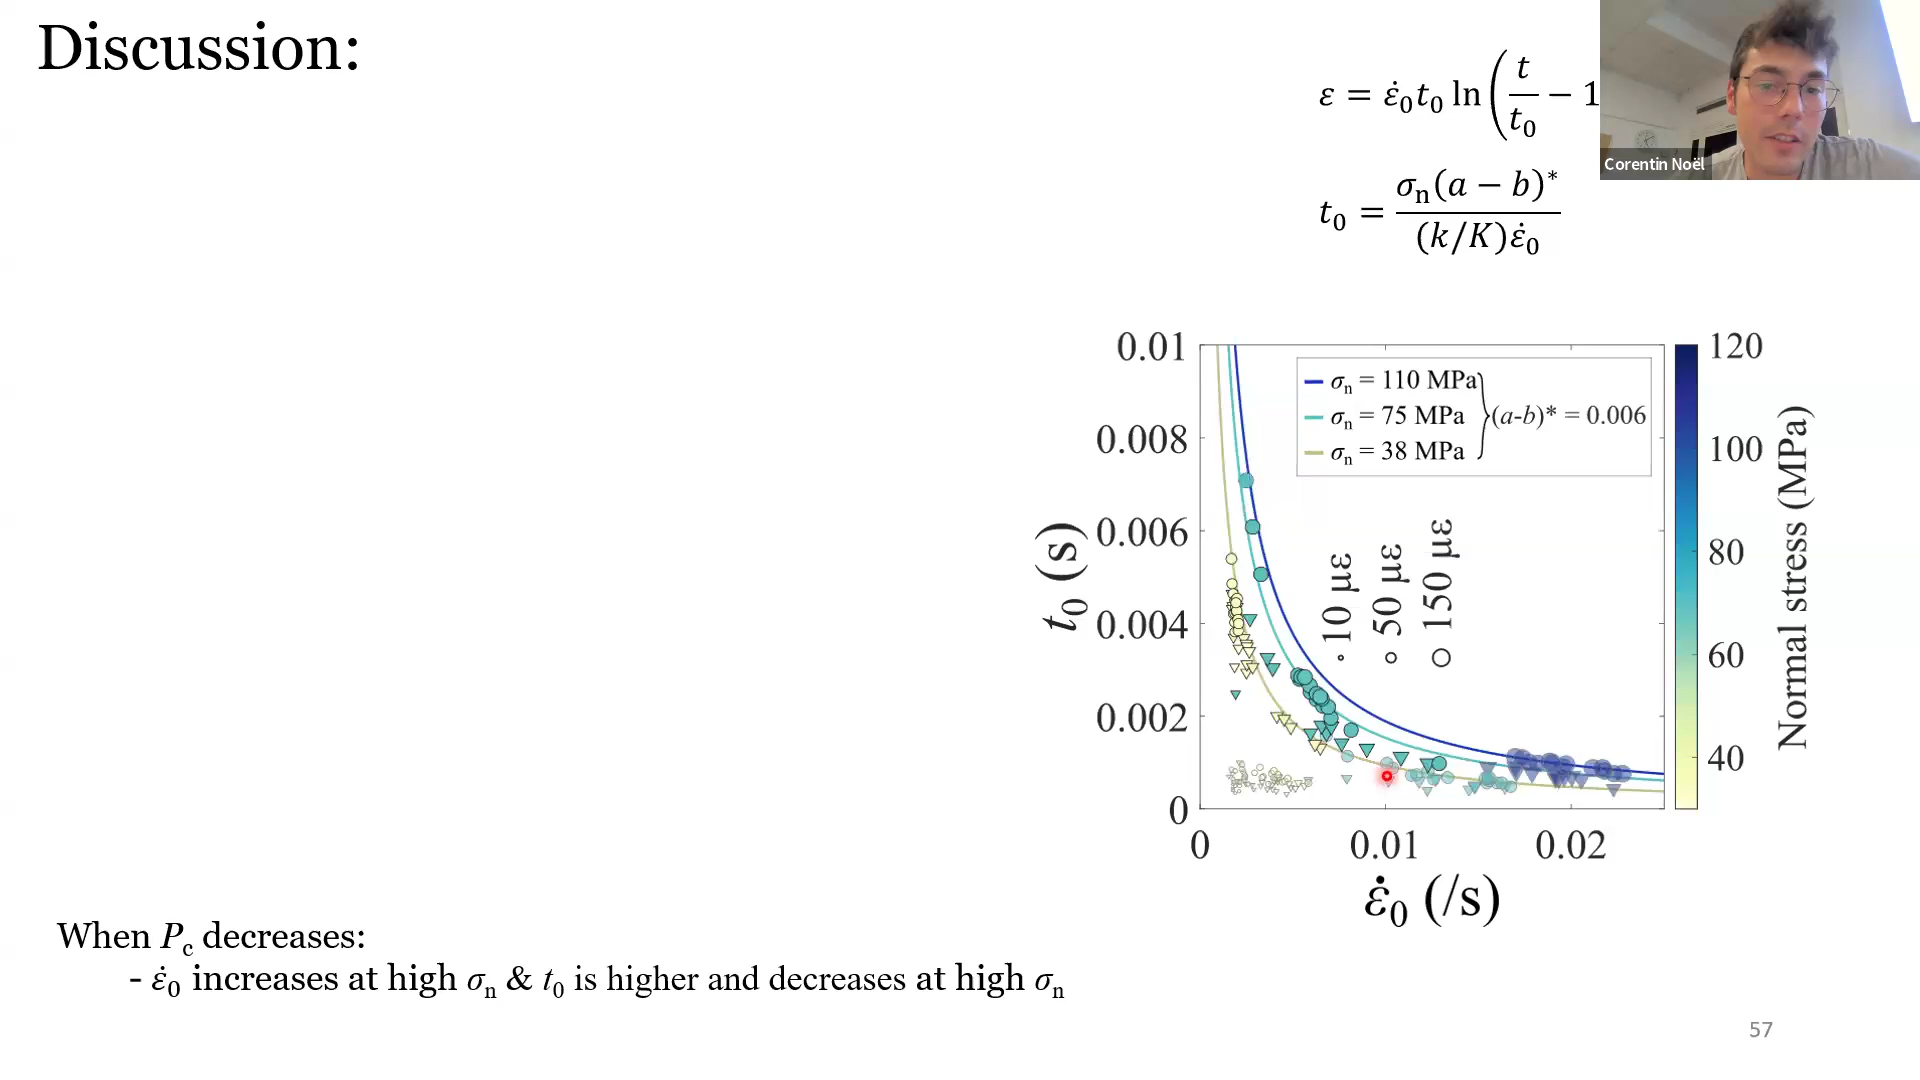 Discussion:
ε = ε̇₀t₀ ln(t/t₀ − 1
t₀ = σₙ(a − b)*/(k/K)ε̇₀
Corentin Noël
0.01
0.008
0.006
0.004
0.002
0
t₀ (s)
σₙ = 110 MPa
σₙ = 75 MPa
σₙ = 38 MPa
(a-b)* = 0.006
10 με
50 με
150 με
0
0.01
0.02
ε̇₀ (/s)
120
100
80
60
40
Normal stress (MPa)
When P꜀ decreases:
- ε̇₀ increases at high σₙ & t₀ is higher and decreases at high σₙ
57